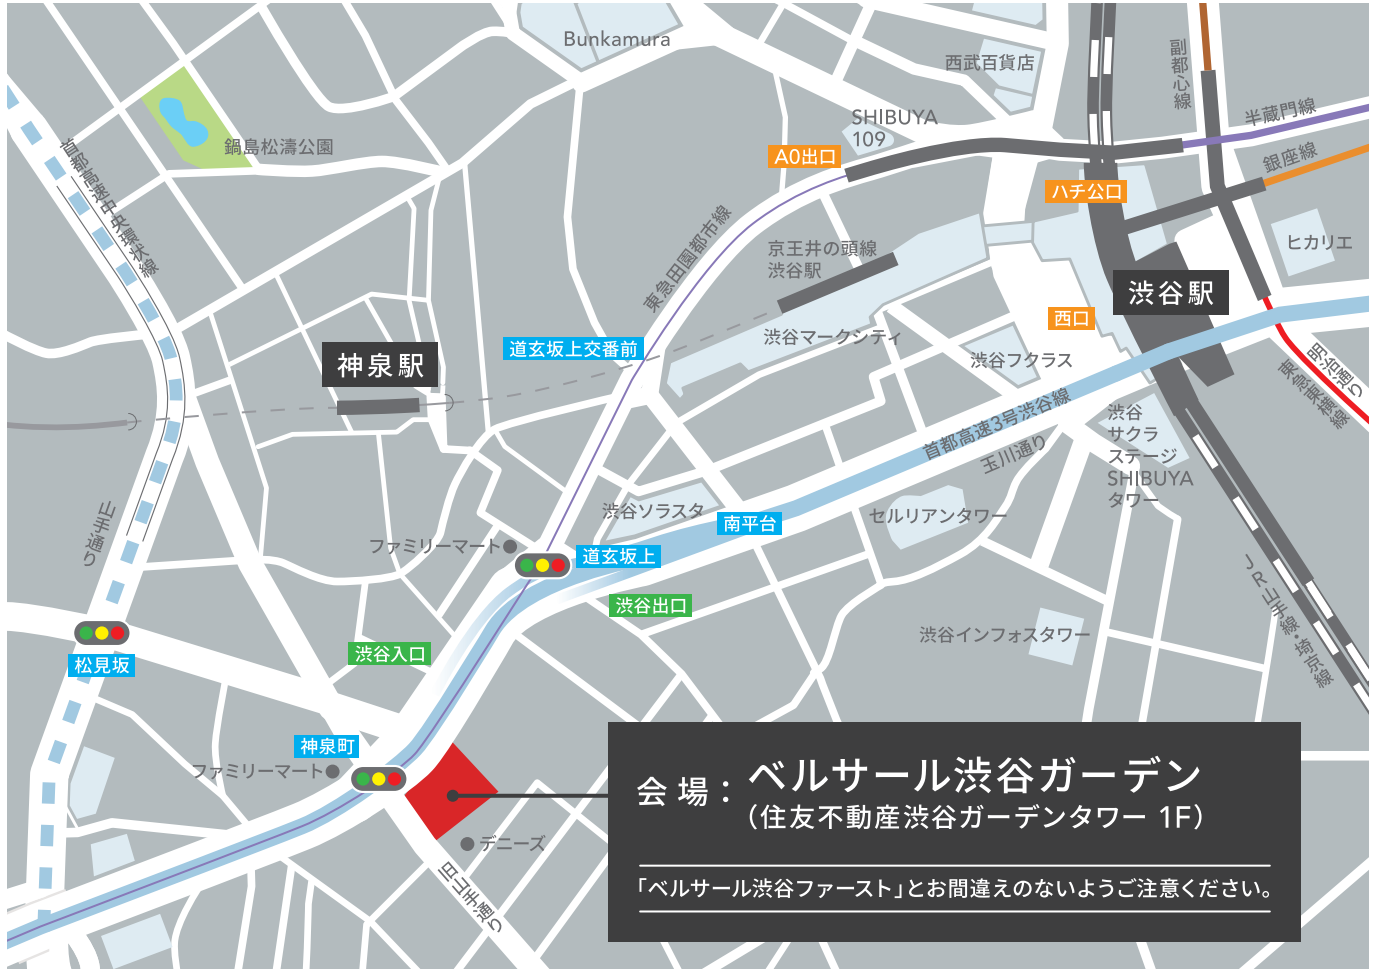 Bunkamura
西武百貨店
副都心線
SHIBUYA
109
半蔵門線
A0出口
銀座線
鍋島松濤公園
ハチ公口
首都高速中央環状線
東急田園都市線
京王井の頭線
渋谷駅
ヒカリエ
渋谷駅
西口
渋谷マークシティ
道玄坂上交番前
神泉駅
渋谷フクラス
明治通り
東急東横線
首都高速3号渋谷線
玉川通り
渋谷
サクラ
ステージ
SHIBUYA
タワー
山手通り
渋谷ソラスタ
南平台
セルリアンタワー
ファミリーマート
道玄坂上
渋谷出口
JR山手線・埼京線
渋谷インフォスタワー
松見坂
渋谷入口
神泉町
ファミリーマート
デニーズ
旧山手通り
会場：
ベルサール渋谷ガーデン
（住友不動産渋谷ガーデンタワー 1F）
「ベルサール渋谷ファースト」とお間違えのないようご注意ください。